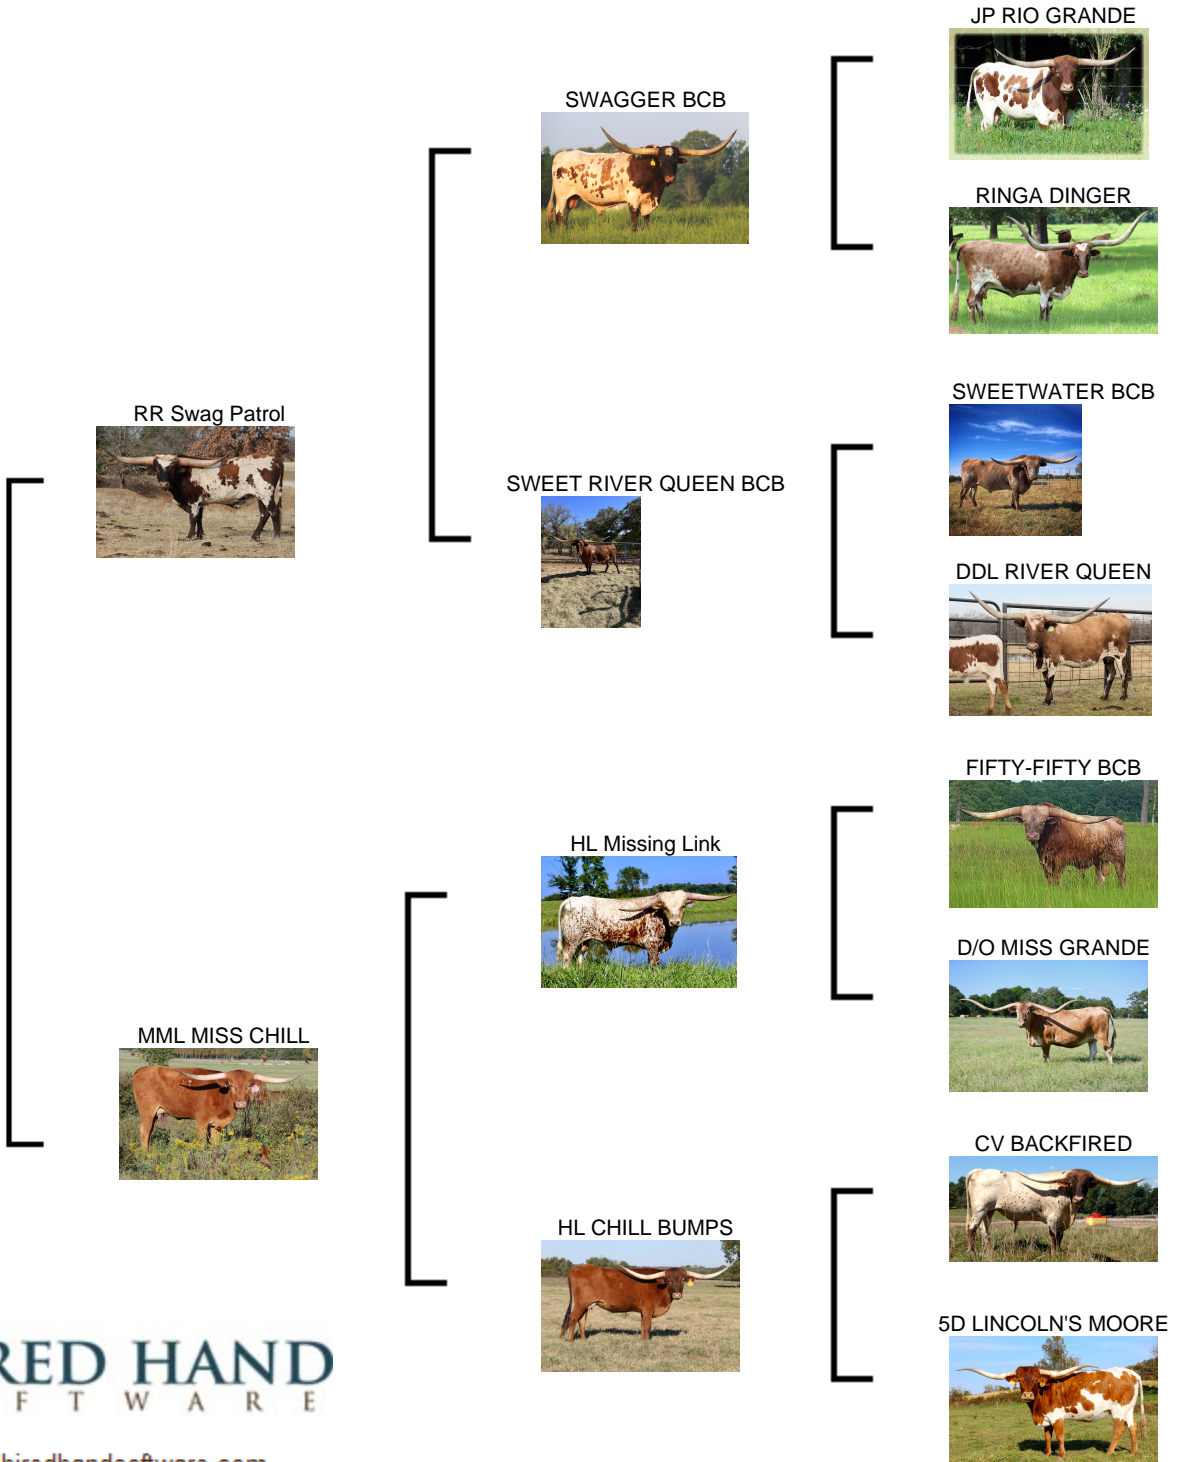 JP RIO GRANDE
SWAGGER BCB
RINGA DINGER
SWEETWATER BCB
RR Swag Patrol
SWEET RIVER QUEEN BCB
DDL RIVER QUEEN
FIFTY-FIFTY BCB
HL Missing Link
D/O MISS GRANDE
MML MISS CHILL
CV BACKFIRED
HL CHILL BUMPS
5D LINCOLN'S MOORE
RED HAND
F T W A R E
hiredhandsoftware.com